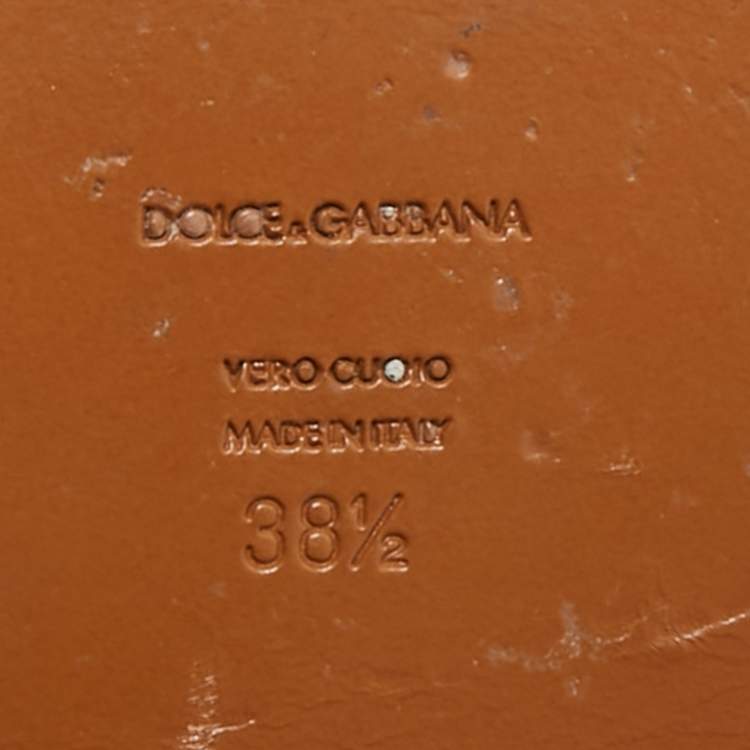 DOLCE & GABBANA
VERO CUOIO
MADE IN ITALY
38½